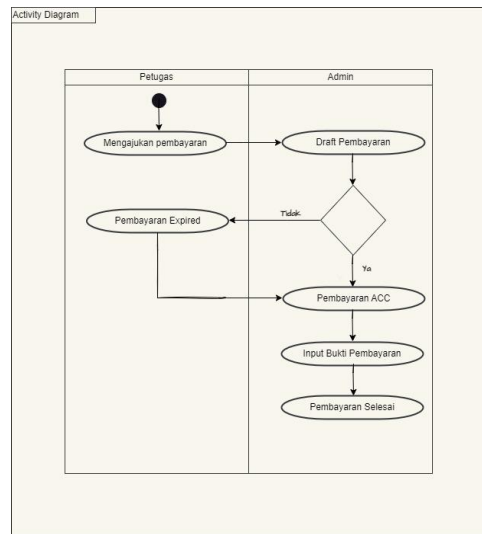 Activity Diagram
Petugas
Admin
Mengajukan pembayaran
Draft Pembayaran
Tidak
Pembayaran Expired
Ya
Pembayaran ACC
Input Bukti Pembayaran
Pembayaran Selesai